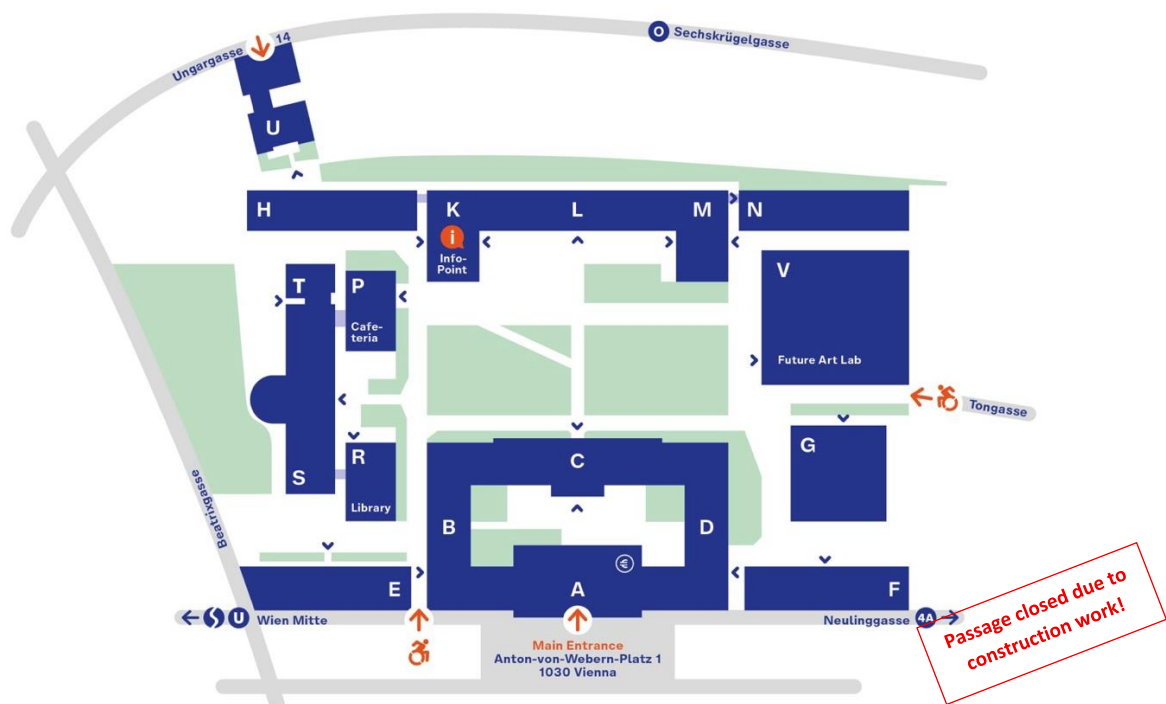 Ungargasse 14
O Sechskrügelgasse
U
H
K
L
M
N
i
Info-
Point
T
P
Cafe-
teria
V
Future Art Lab
Tongasse
R
Library
S
G
C
B
D
€
Beatrixgasse
E
A
F
U Wien Mitte
Neulinggasse 4A
Main Entrance
Anton-von-Webern-Platz 1
1030 Vienna
Passage closed due to
construction work!